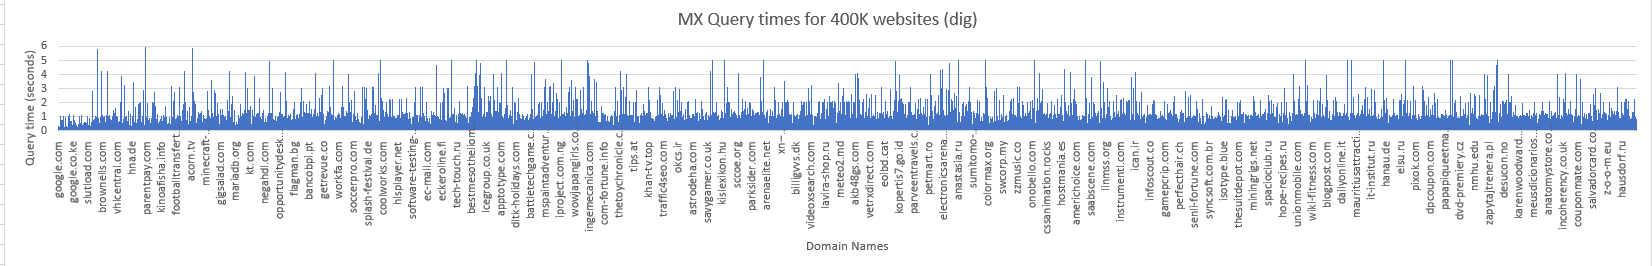 MX Query times for 400K websites (dig)
Query times (seconds)
6
5
4
3
2
1
0
google.com
google.co.ke
slutload.com
brownells.com
vhlcentral.com
hna.de
parentpay.com
kinoafisha.info
footballtransfert…
acorn.tv
minecraft-…
gigsalad.com
mariadb.org
kt.com
negahdl.com
opportunitydesk…
flagman.bg
bancobpi.pt
getrevue.co
workfa.com
soccerpro.com
splash-festival.de
coolworks.com
hisplayer.net
software-testing-…
ec-mall.com
eckeroline.fi
tech-touch.ru
bestmesotheliom…
lcegroup.co.uk
apptotype.com
ditk-holidays.com
battletechgame.c…
mspaintadventur…
iproject.com.ng
wowjapangirls.co…
ingemecanica.com
com-fortune.info
thetoychronicle.c…
tips.at
khan-tv.top
okcts.ir
traffic4seo.com
astrodeha.com
savygamer.co.uk
kislexikon.hu
sccoe.org
parksider.com
arenaelite.net
xn--…
billigvvs.dk
videoxsearch.com
lavira-shop.ru
meteo2.md
abb48gs.com
vetrxdirect.com
eobd.cat
kopertis7.go.id
parveentravels.c…
petmart.ro
electronicsarena…
anastasia.ru
sumitomo-…
colormax.org
swcorp.my
zzmusic.co
onobello.com
cssanimation.rocks
hostmania.es
americhoice.com
saabscene.com
linmss.org
instrumentl.com
ican.ir
infoscout.co
gamepcrip.com
perfecthair.ch
senli-fortune.com
syncsoft.com.br
isotype.blue
thesuitdepot.com
miningrigs.net
spacioclub.ru
hope-recipes.ru
unionmobile.com
wiki-fitness.com
blogpost.com
dailyonline.it
mauritiusattracti…
it-institut.ru
hanau.de
elsu.ru
pixok.com
dpcoupon.com
papapiqueetma…
dvd-premiery.cz
nmhu.edu
zapytajtrenera.pl
desucon.no
karenwoodward…
meusdicionarios…
anatomystore.co…
incoherency.co.uk
couponmate.com
salvadorcard.co…
z-o-o-m.eu
hausdorf.ru
Domain Names